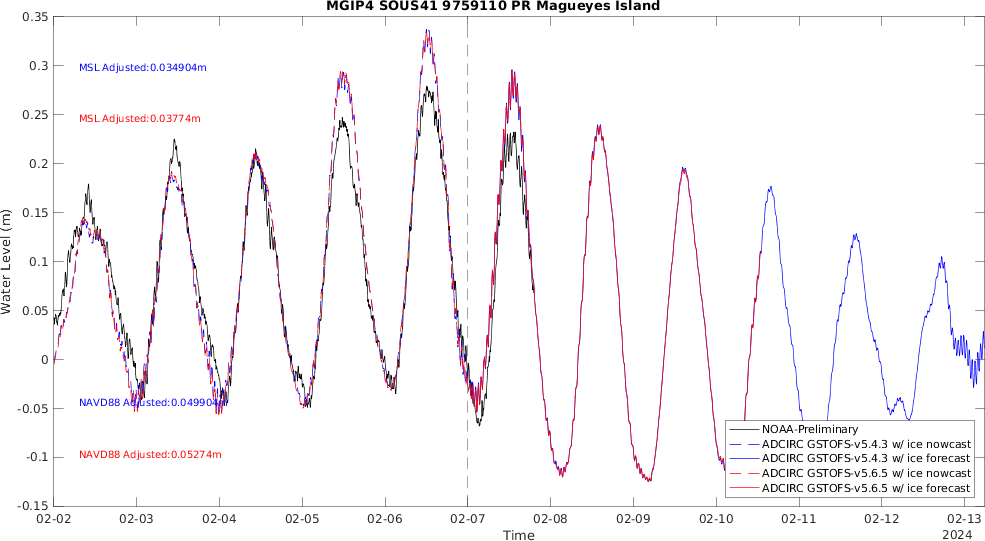 MGIP4 SOUS41 9759110 PR Magueyes Island
0.35
0.3
0.25
0.2
0.15
0.1
0.05
0
-0.05
-0.1
-0.15
Water Level (m)
MSL Adjusted:0.034904m
MSL Adjusted:0.03774m
NAVD88 Adjusted:0.049904m
NAVD88 Adjusted:0.05274m
NOAA-Preliminary
ADCIRC GSTOFS-v5.4.3 w/ ice nowcast
ADCIRC GSTOFS-v5.4.3 w/ ice forecast
ADCIRC GSTOFS-v5.6.5 w/ ice nowcast
ADCIRC GSTOFS-v5.6.5 w/ ice forecast
02-02 02-03 02-04 02-05 02-06 02-07 02-08 02-09 02-10 02-11 02-12 02-13
Time
2024